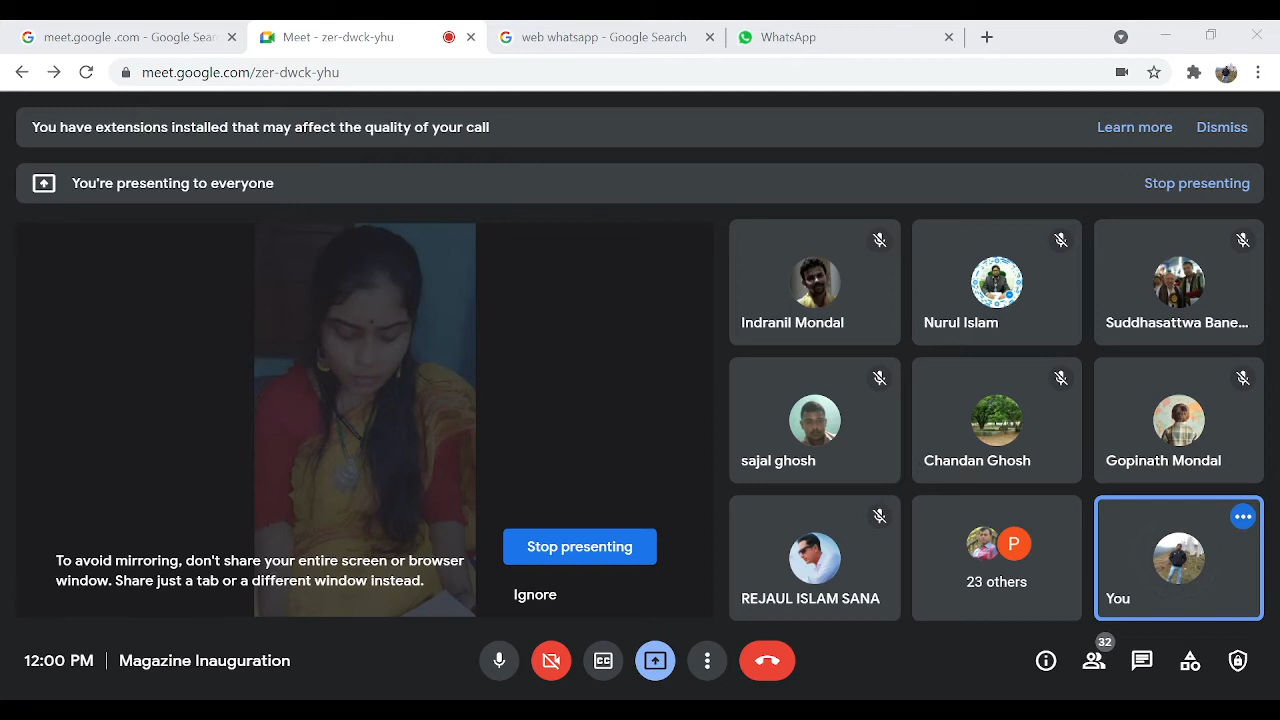 meet.google .com - Google Sear
Meet - zer-dwck-yhu
web whatsapp - Google Search
WhatsApp
meet.google.com/zer-dwck-yhu
You have extensions installed that may affect the quality of your call
Learn more
Dismiss
You're presenting to everyone
Stop presenting
Indranil Mondal
Nurul Islam
Suddhasattwa Bane...
sajal ghosh
Chandan Ghosh
Gopinath Mondal
To avoid mirroring, don't share your entire screen or browser
window. Share just a tab or a different window instead.
Stop presenting
Ignore
REJAUL ISLAM SANA
P
23 others
You
12:00 PM
Magazine Inauguration
CC
32